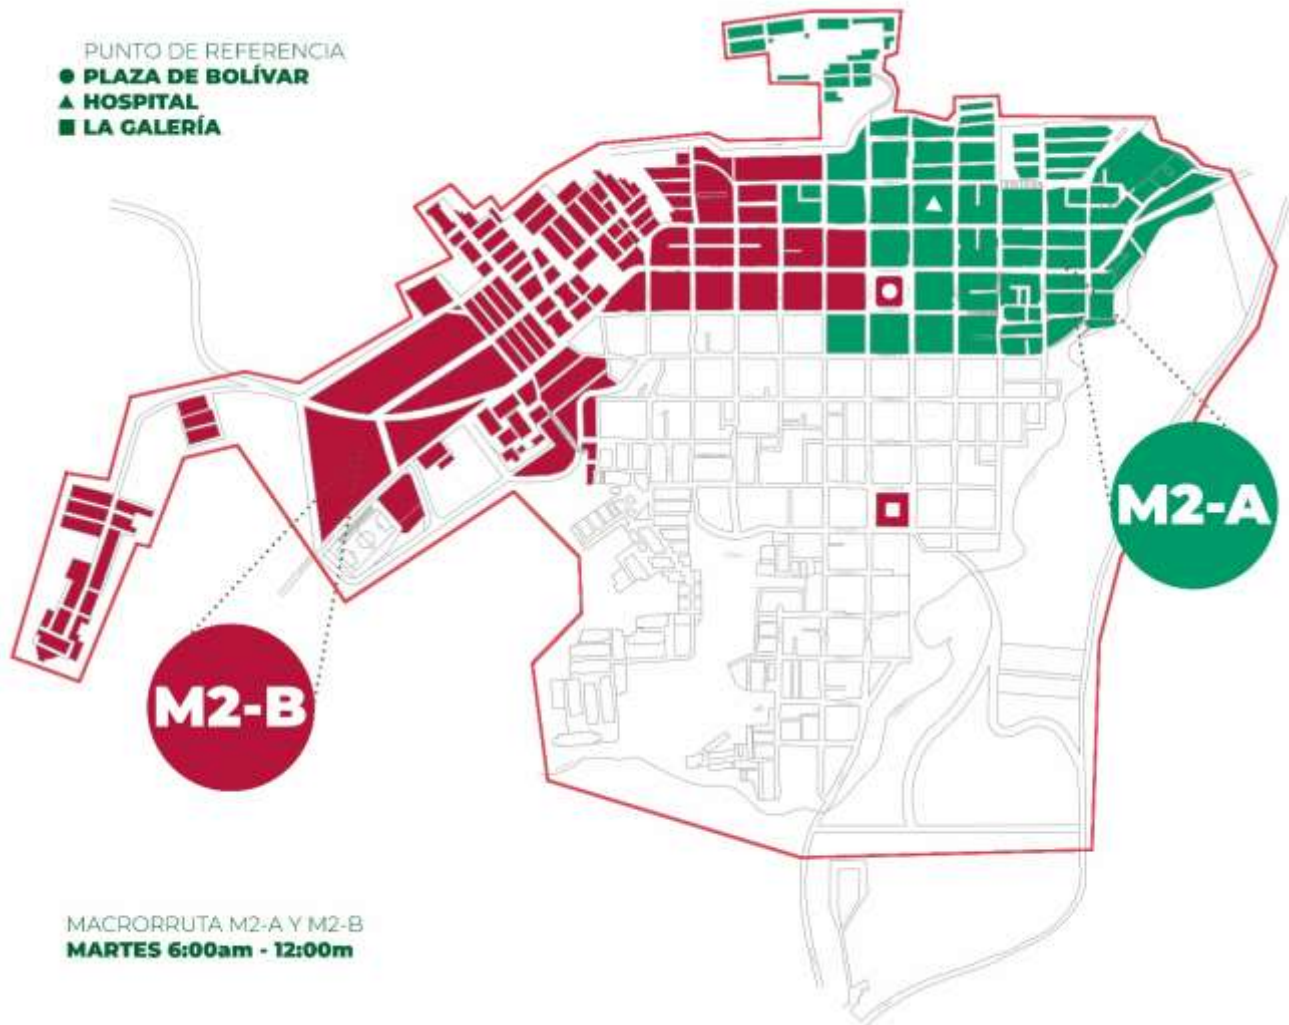 PUNTO DE REFERENCIA
PLAZA DE BOLÍVAR
HOSPITAL
LA GALERÍA
M2-A
M2-B
MACRORRUTA M2-A Y M2-B
MARTES 6:00am - 12:00m